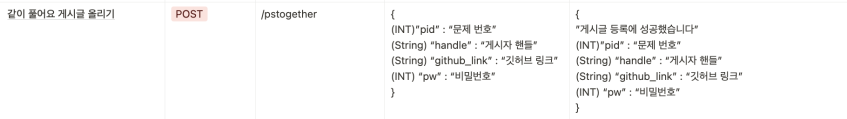 같이 풀어요 게시글 올리기
POST
/pstogether
{
(INT)"pid" : "문제 번호"
(String) "handle" : "게시자 핸들"
(String) "github_link" : "깃허브 링크"
(INT) "pw" : "비밀번호"
}
{
"게시글 등록에 성공했습니다"
(INT)"pid" : "문제 번호"
(String) "handle" : "게시자 핸들"
(String) "github_link" : "깃허브 링크"
(INT) "pw" : "비밀번호"
}